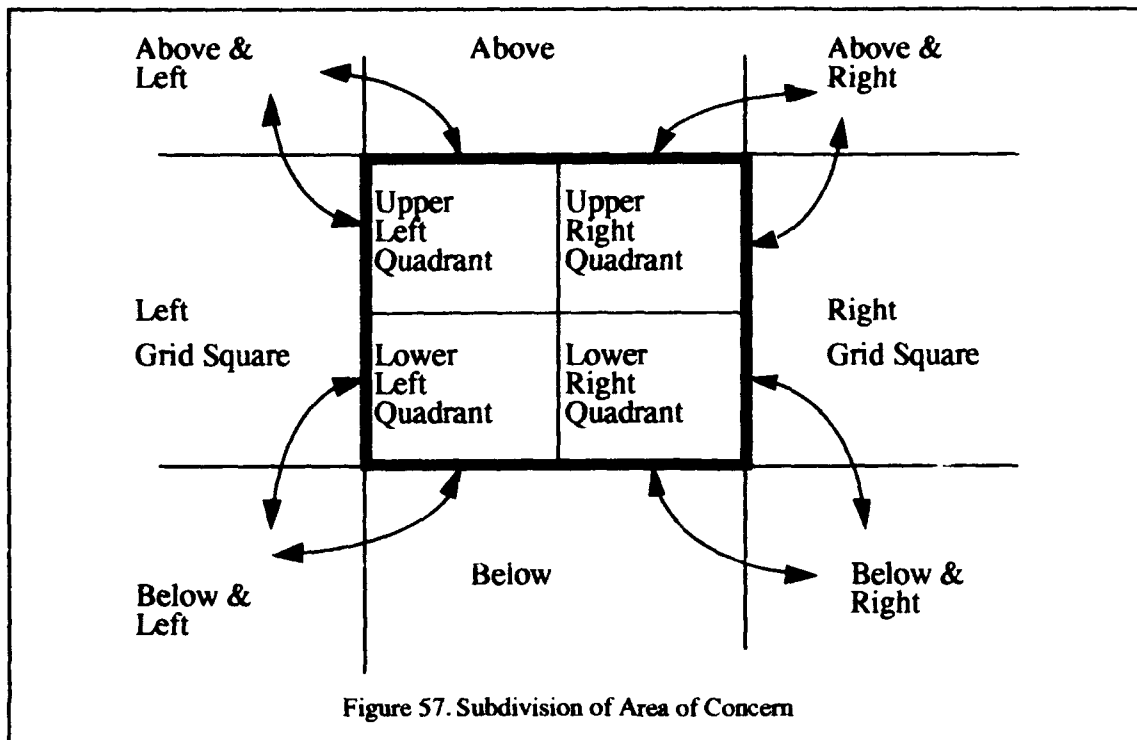 Above &
Left
Above
Above &
Right
Upper
Left
Quadrant
Upper
Right
Quadrant
Left
Grid Square
Right
Grid Square
Lower
Left
Quadrant
Lower
Right
Quadrant
Below &
Left
Below
Below &
Right
Figure 57. Subdivision of Area of Concern